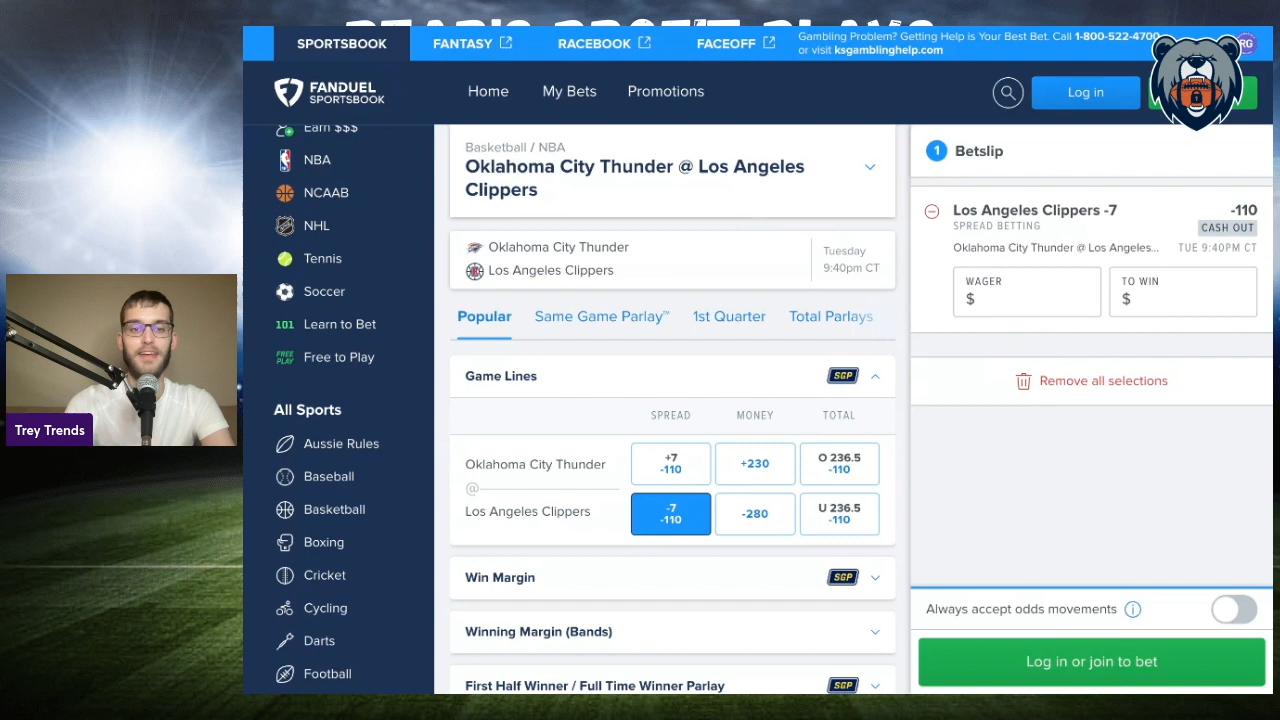 BEAR'S PROFIT PLAYS
SPORTSBOOK
FANTASY
RACEBOOK
FACEOFF
Gambling Problem? Getting Help is Your Best Bet. Call 1-800-522-4700
or visit ksgamblinghelp.com
RG
FANDUEL
SPORTSBOOK
Home
My Bets
Promotions
Log in
Earn $$$
NBA
NCAAB
NHL
Tennis
Soccer
101 Learn to Bet
FREE PLAY Free to Play
All Sports
Aussie Rules
Baseball
Basketball
Boxing
Cricket
Cycling
Darts
Football
Basketball / NBA
Oklahoma City Thunder @ Los Angeles
Clippers
Oklahoma City Thunder
Los Angeles Clippers
Tuesday
9:40pm CT
Popular
Same Game Parlay™
1st Quarter
Total Parlays
Game Lines
SGP
SPREAD MONEY TOTAL
Oklahoma City Thunder
+7
-110
+230
O 236.5
-110
@
Los Angeles Clippers
-7
-110
-280
U 236.5
-110
Win Margin
SGP
Winning Margin (Bands)
First Half Winner / Full Time Winner Parlay
SGP
1 Betslip
Los Angeles Clippers -7
-110
SPREAD BETTING
CASH OUT
Oklahoma City Thunder @ Los Angeles...
TUE 9:40PM CT
WAGER
$
TO WIN
$
Remove all selections
Always accept odds movements
Log in or join to bet
Trey Trends